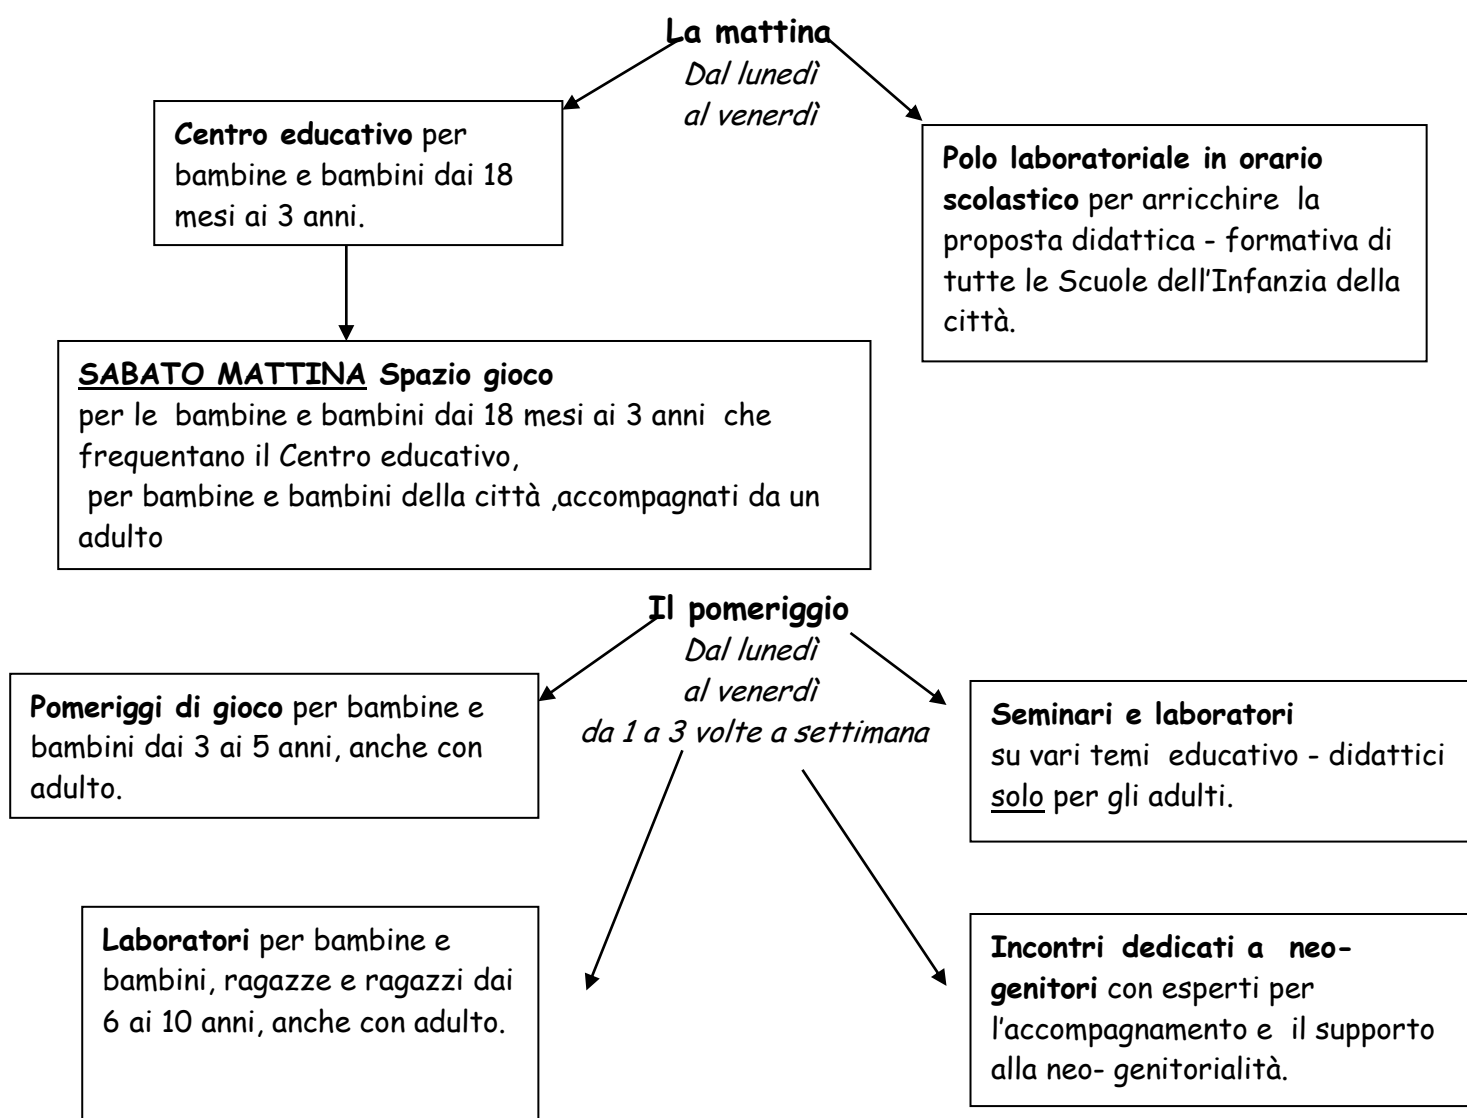 La mattina
Dal lunedì
al venerdì
Centro educativo per
bambine e bambini dai 18
mesi ai 3 anni.
Polo laboratoriale in orario
scolastico per arricchire la
proposta didattica - formativa di
tutte le Scuole dell'Infanzia della
città.
SABATO MATTINA Spazio gioco
per le bambine e bambini dai 18 mesi ai 3 anni che
frequentano il Centro educativo,
per bambine e bambini della città ,accompagnati da un
adulto
Il pomeriggio
Dal lunedì
al venerdì
da 1 a 3 volte a settimana
Pomeriggi di gioco per bambine e
bambini dai 3 ai 5 anni, anche con
adulto.
Seminari e laboratori
su vari temi educativo - didattici
solo per gli adulti.
Laboratori per bambine e
bambini, ragazze e ragazzi dai
6 ai 10 anni, anche con adulto.
Incontri dedicati a neo-
genitori con esperti per
l'accompagnamento e il supporto
alla neo- genitorialità.